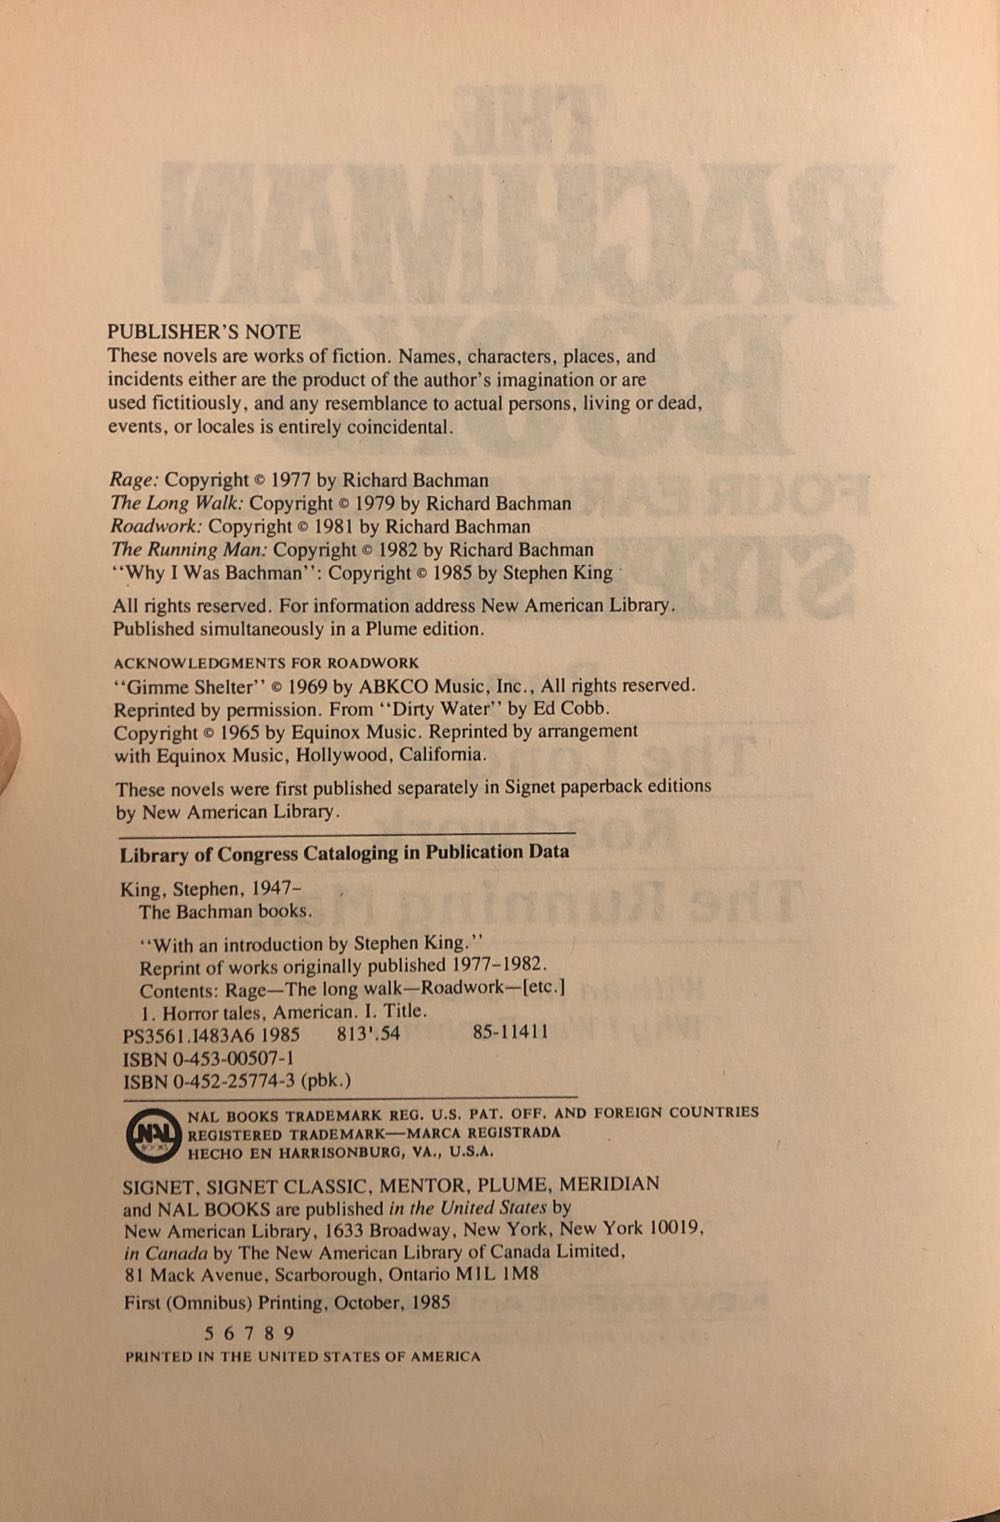 PUBLISHER'S NOTE
These novels are works of fiction. Names, characters, places, and
incidents either are the product of the author's imagination or are
used fictitiously, and any resemblance to actual persons, living or dead,
events, or locales is entirely coincidental.
Rage: Copyright © 1977 by Richard Bachman
The Long Walk: Copyright © 1979 by Richard Bachman
Roadwork: Copyright © 1981 by Richard Bachman
The Running Man: Copyright © 1982 by Richard Bachman
‘‘Why I Was Bachman’’: Copyright © 1985 by Stephen King
All rights reserved. For information address New American Library.
Published simultaneously in a Plume edition.
ACKNOWLEDGMENTS FOR ROADWORK
‘‘Gimme Shelter’’ © 1969 by ABKCO Music, Inc., All rights reserved.
Reprinted by permission. From ‘‘Dirty Water’’ by Ed Cobb.
Copyright © 1965 by Equinox Music. Reprinted by arrangement
with Equinox Music, Hollywood, California.
These novels were first published separately in Signet paperback editions
by New American Library.
Library of Congress Cataloging in Publication Data
King, Stephen, 1947–
The Bachman books.
‘‘With an introduction by Stephen King.’’
Reprint of works originally published 1977–1982.
Contents: Rage—The long walk—Roadwork—[etc.]
1. Horror tales, American. I. Title.
PS3561.I483A6 1985 813'.54 85-11411
ISBN 0-453-00507-1
ISBN 0-452-25774-3 (pbk.)
NAL BOOKS
NAL BOOKS TRADEMARK REG. U.S. PAT. OFF. AND FOREIGN COUNTRIES
REGISTERED TRADEMARK—MARCA REGISTRADA
HECHO EN HARRISONBURG, VA., U.S.A.
SIGNET, SIGNET CLASSIC, MENTOR, PLUME, MERIDIAN
and NAL BOOKS are published in the United States by
New American Library, 1633 Broadway, New York, New York 10019,
in Canada by The New American Library of Canada Limited,
81 Mack Avenue, Scarborough, Ontario M1L 1M8
First (Omnibus) Printing, October, 1985
5 6 7 8 9
PRINTED IN THE UNITED STATES OF AMERICA